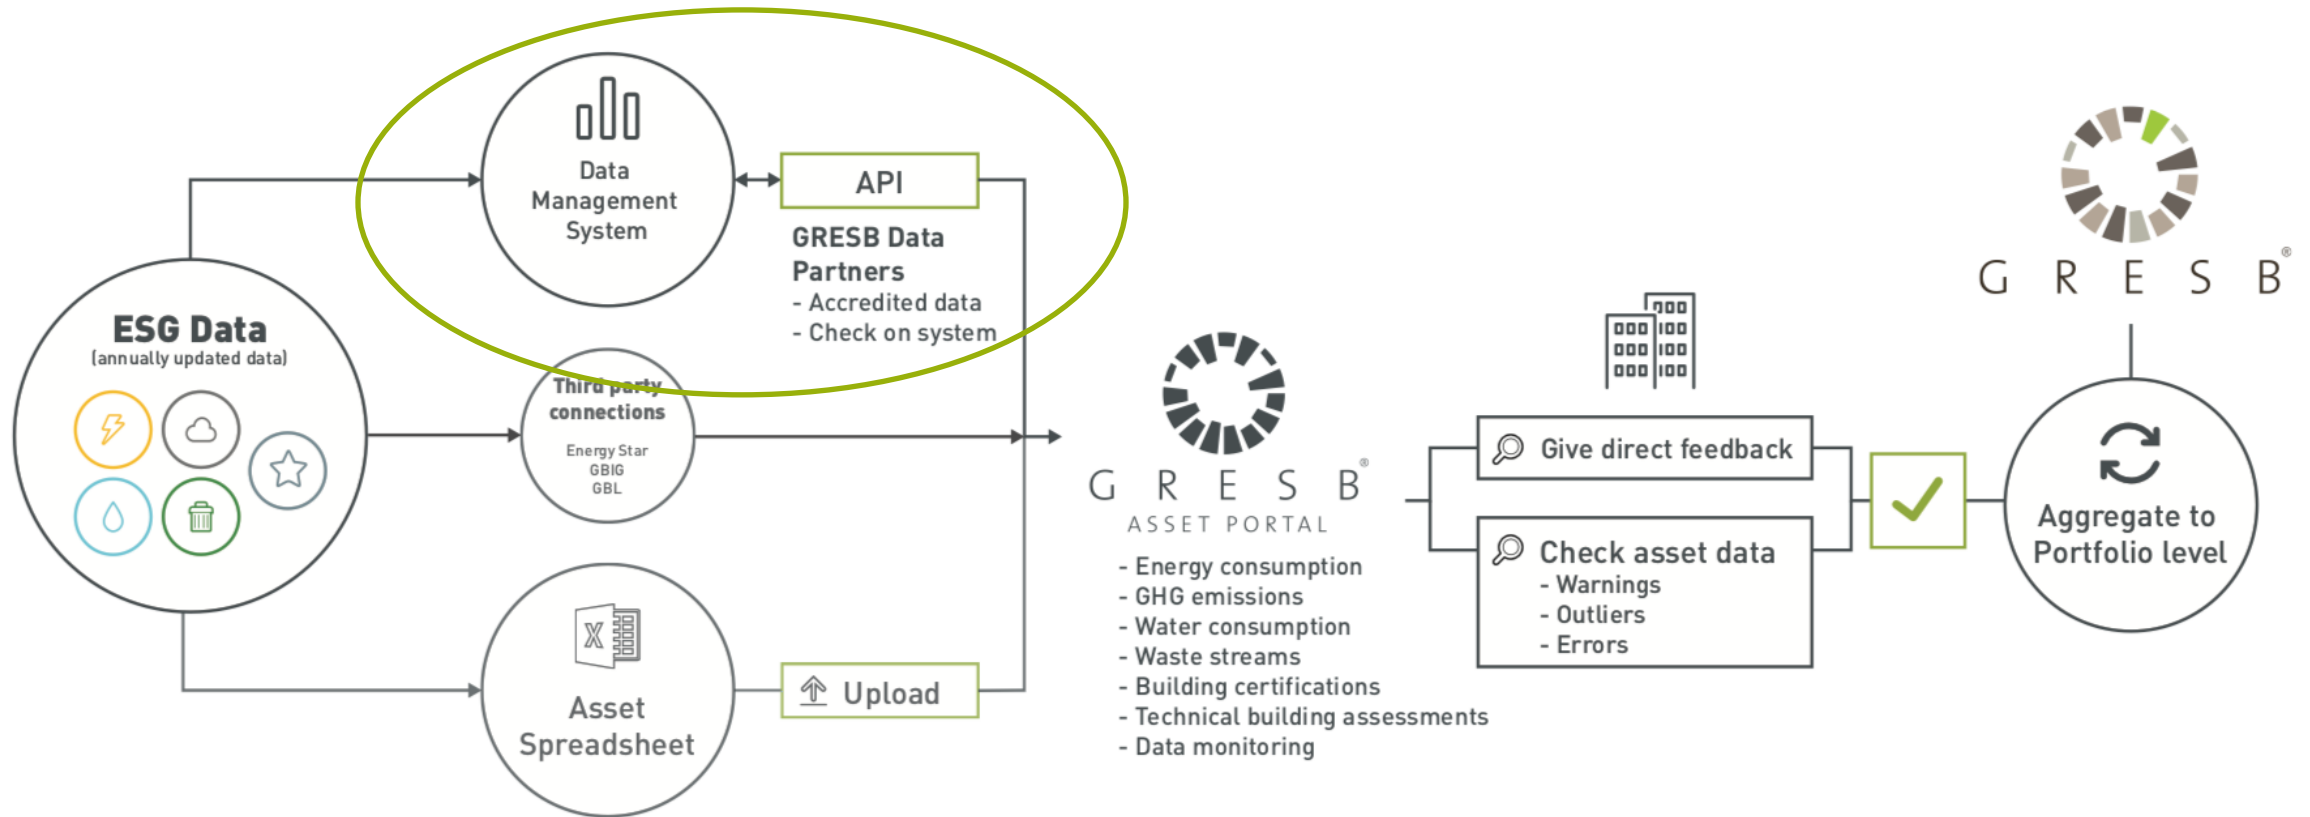 ESG Data
(annually updated data)
Data
Management
System
API
GRESB Data
Partners
- Accredited data
- Check on system
Third party
connections
Energy Star
GBIG
GBL
X
Asset
Spreadsheet
Upload
G R E S B®
ASSET PORTAL
- Energy consumption
- GHG emissions
- Water consumption
- Waste streams
- Building certifications
- Technical building assessments
- Data monitoring
Give direct feedback
Check asset data
- Warnings
- Outliers
- Errors
G R E S B®
Aggregate to
Portfolio level